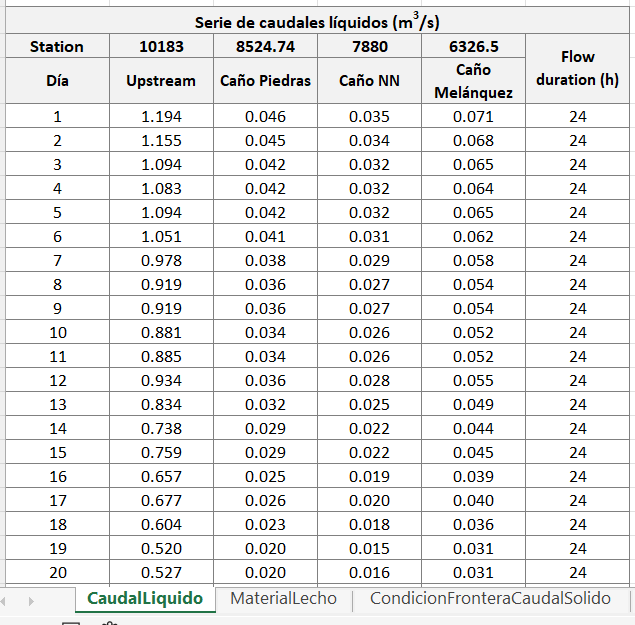 Serie de caudales líquidos (m³/s)
Station 10183 8524.74 7880 6326.5 Flow duration (h)
Día Upstream Caño Piedras Caño NN Caño Melánquez
1 1.194 0.046 0.035 0.071 24
2 1.155 0.045 0.034 0.068 24
3 1.094 0.042 0.032 0.065 24
4 1.083 0.042 0.032 0.064 24
5 1.094 0.042 0.032 0.065 24
6 1.051 0.041 0.031 0.062 24
7 0.978 0.038 0.029 0.058 24
8 0.919 0.036 0.027 0.054 24
9 0.919 0.036 0.027 0.054 24
10 0.881 0.034 0.026 0.052 24
11 0.885 0.034 0.026 0.052 24
12 0.934 0.036 0.028 0.055 24
13 0.834 0.032 0.025 0.049 24
14 0.738 0.029 0.022 0.044 24
15 0.759 0.029 0.022 0.045 24
16 0.657 0.025 0.019 0.039 24
17 0.677 0.026 0.020 0.040 24
18 0.604 0.023 0.018 0.036 24
19 0.520 0.020 0.015 0.031 24
20 0.527 0.020 0.016 0.031 24
CaudalLiquido MaterialLecho CondicionFronteraCaudalSolido